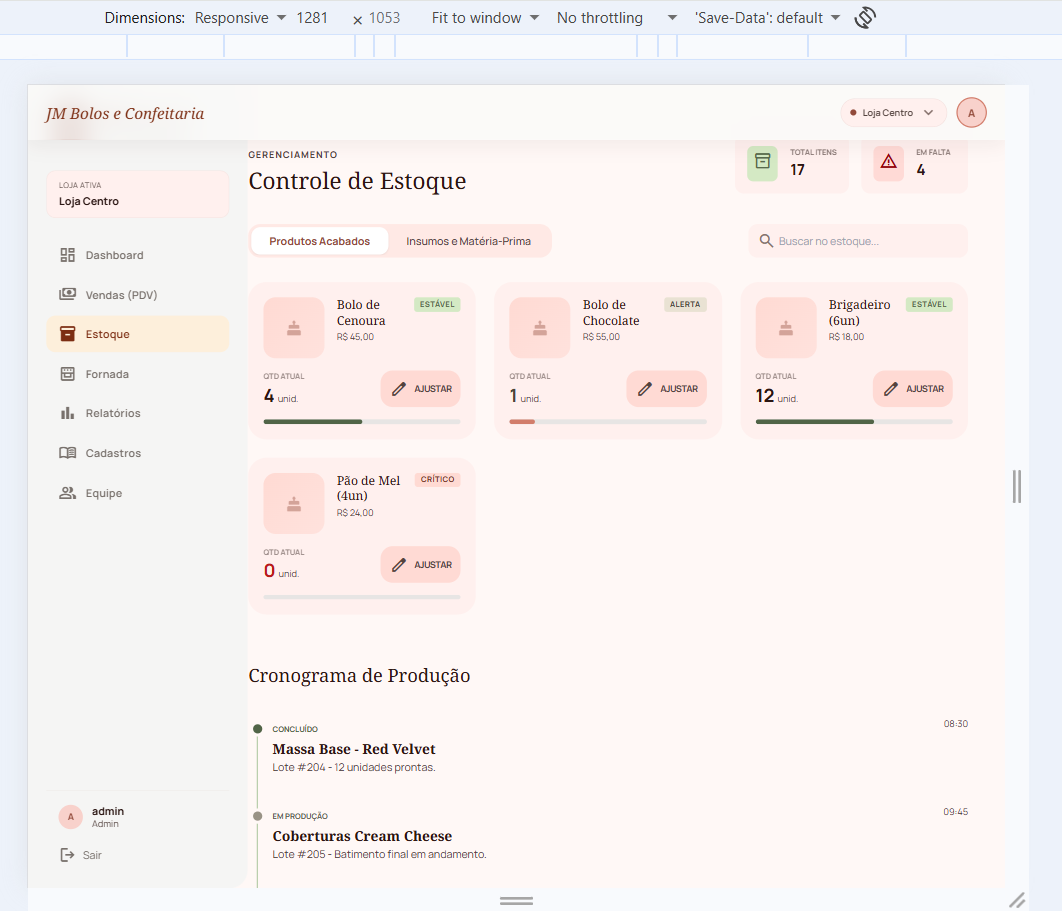 Dimensions: Responsive 1281 × 1053 Fit to window No throttling 'Save-Data': default
JM Bolos e Confeitaria
Loja Centro
A
LOJA ATIVA
Loja Centro
Dashboard
Vendas (PDV)
Estoque
Fornada
Relatórios
Cadastros
Equipe
A
admin
Admin
Sair
GERENCIAMENTO
Controle de Estoque
TOTAL ITENS
17
EM FALTA
4
Produtos Acabados
Insumos e Matéria-Prima
Buscar no estoque...
Bolo de
Cenoura
ESTÁVEL
R$ 45,00
QTD ATUAL
4 unid.
AJUSTAR
Bolo de
Chocolate
ALERTA
R$ 55,00
QTD ATUAL
1 unid.
AJUSTAR
Brigadeiro
(6un)
ESTÁVEL
R$ 18,00
QTD ATUAL
12 unid.
AJUSTAR
Pão de Mel
(4un)
CRÍTICO
R$ 24,00
QTD ATUAL
0 unid.
AJUSTAR
Cronograma de Produção
CONCLUÍDO
08:30
Massa Base - Red Velvet
Lote #204 - 12 unidades prontas.
EM PRODUÇÃO
09:45
Coberturas Cream Cheese
Lote #205 - Batimento final em andamento.